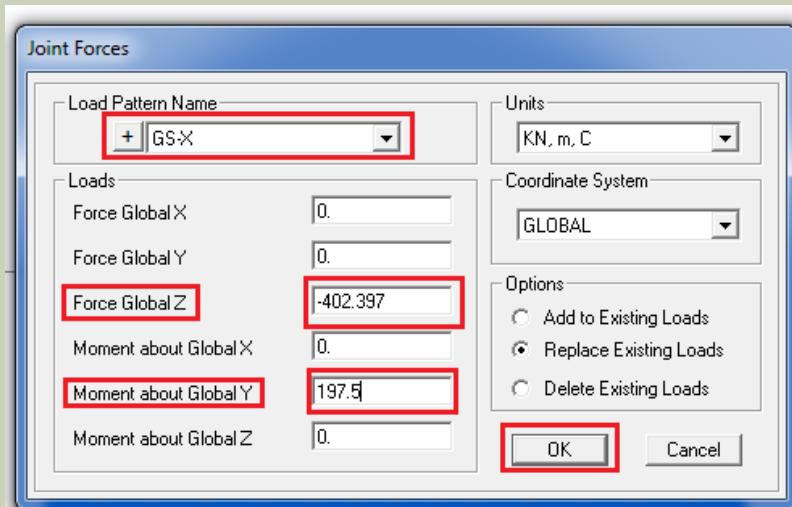 Joint Forces
Load Pattern Name
+ GS-X
Units
KN, m, C
Loads
Force Global X 0.
Force Global Y 0.
Force Global Z -402.397
Moment about Global X 0.
Moment about Global Y 197.5
Moment about Global Z 0.
Coordinate System
GLOBAL
Options
Add to Existing Loads
Replace Existing Loads
Delete Existing Loads
OK Cancel